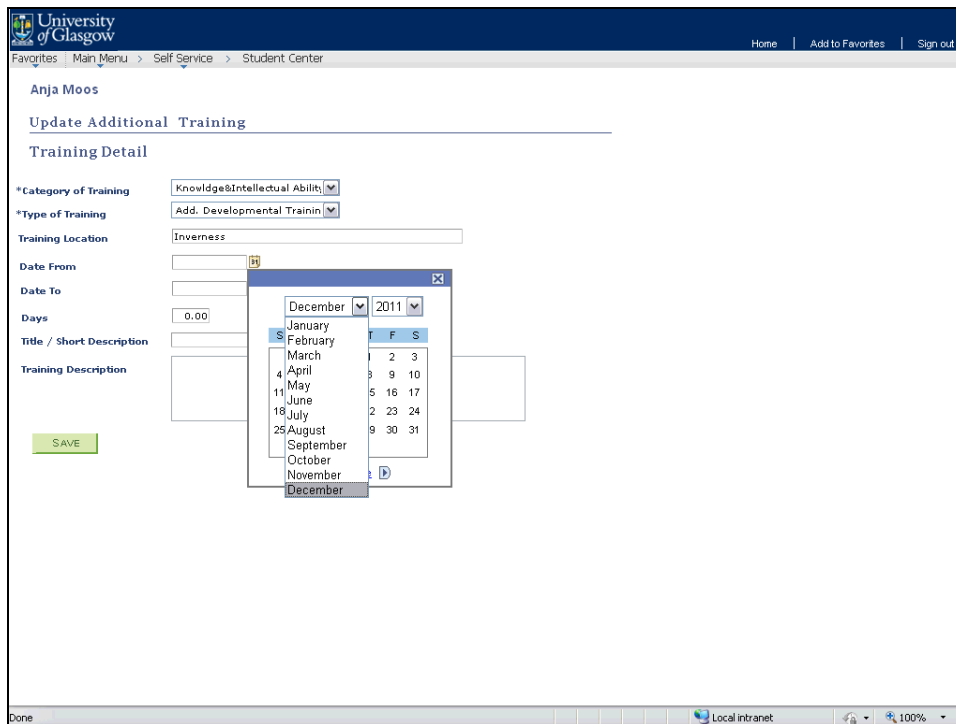 University
of Glasgow
Home | Add to Favorites | Sign out
Favorites Main Menu > Self Service > Student Center
Anja Moos
Update Additional Training
Training Detail
*Category of Training Knowldge&Intellectual Ability
*Type of Training Add. Developmental Trainin
Training Location Inverness
Date From 31
Date To
December 2011
Days 0.00
January
S T F S
February
Title / Short Description
March 2 3
Training Description
April 4 9 10
May 11 5 16 17
June
July 18 2 23 24
August 25 9 30 31
September
SAVE
October
November
December
Done Local intranet 100%